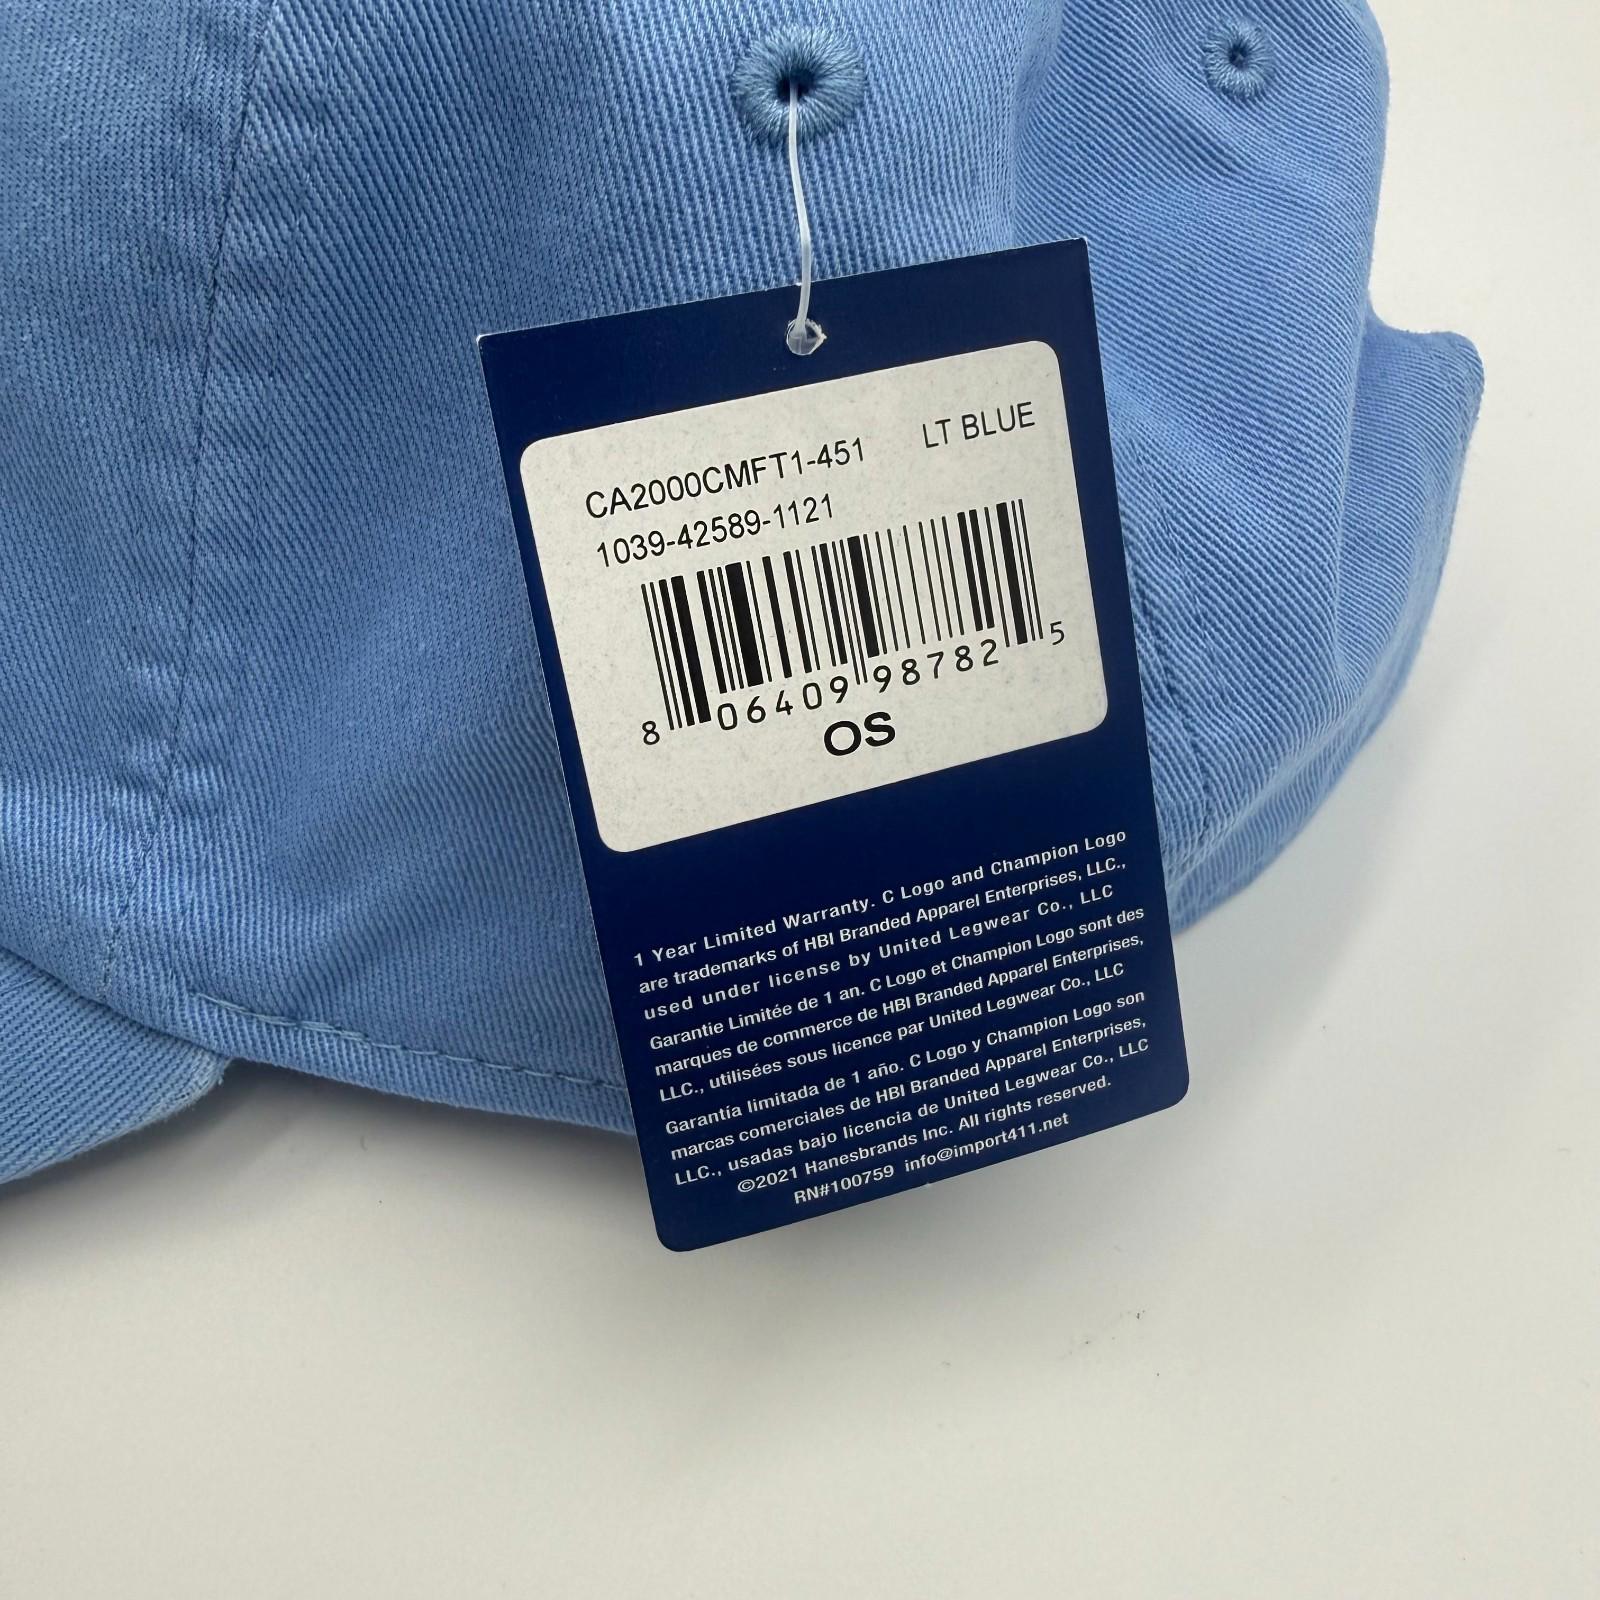 CA2000CMFT1-451 LT BLUE
1039-42589-1121
8 06409 98782 5
OS
1 Year Limited Warranty. C Logo and Champion Logo
are trademarks of HBI Branded Apparel Enterprises, LLC.,
used under license by United Legwear Co., LLC
Garantie Limitée de 1 an. C Logo et Champion Logo sont des
marques de commerce de HBI Branded Apparel Enterprises,
LLC., utilisées sous licence par United Legwear Co., LLC
Garantía limitada de 1 año. C Logo y Champion Logo son
marcas comerciales de HBI Branded Apparel Enterprises,
LLC., usadas bajo licencia de United Legwear Co., LLC
©2021 Hanesbrands Inc. All rights reserved.
RN#100759 info@import411.net